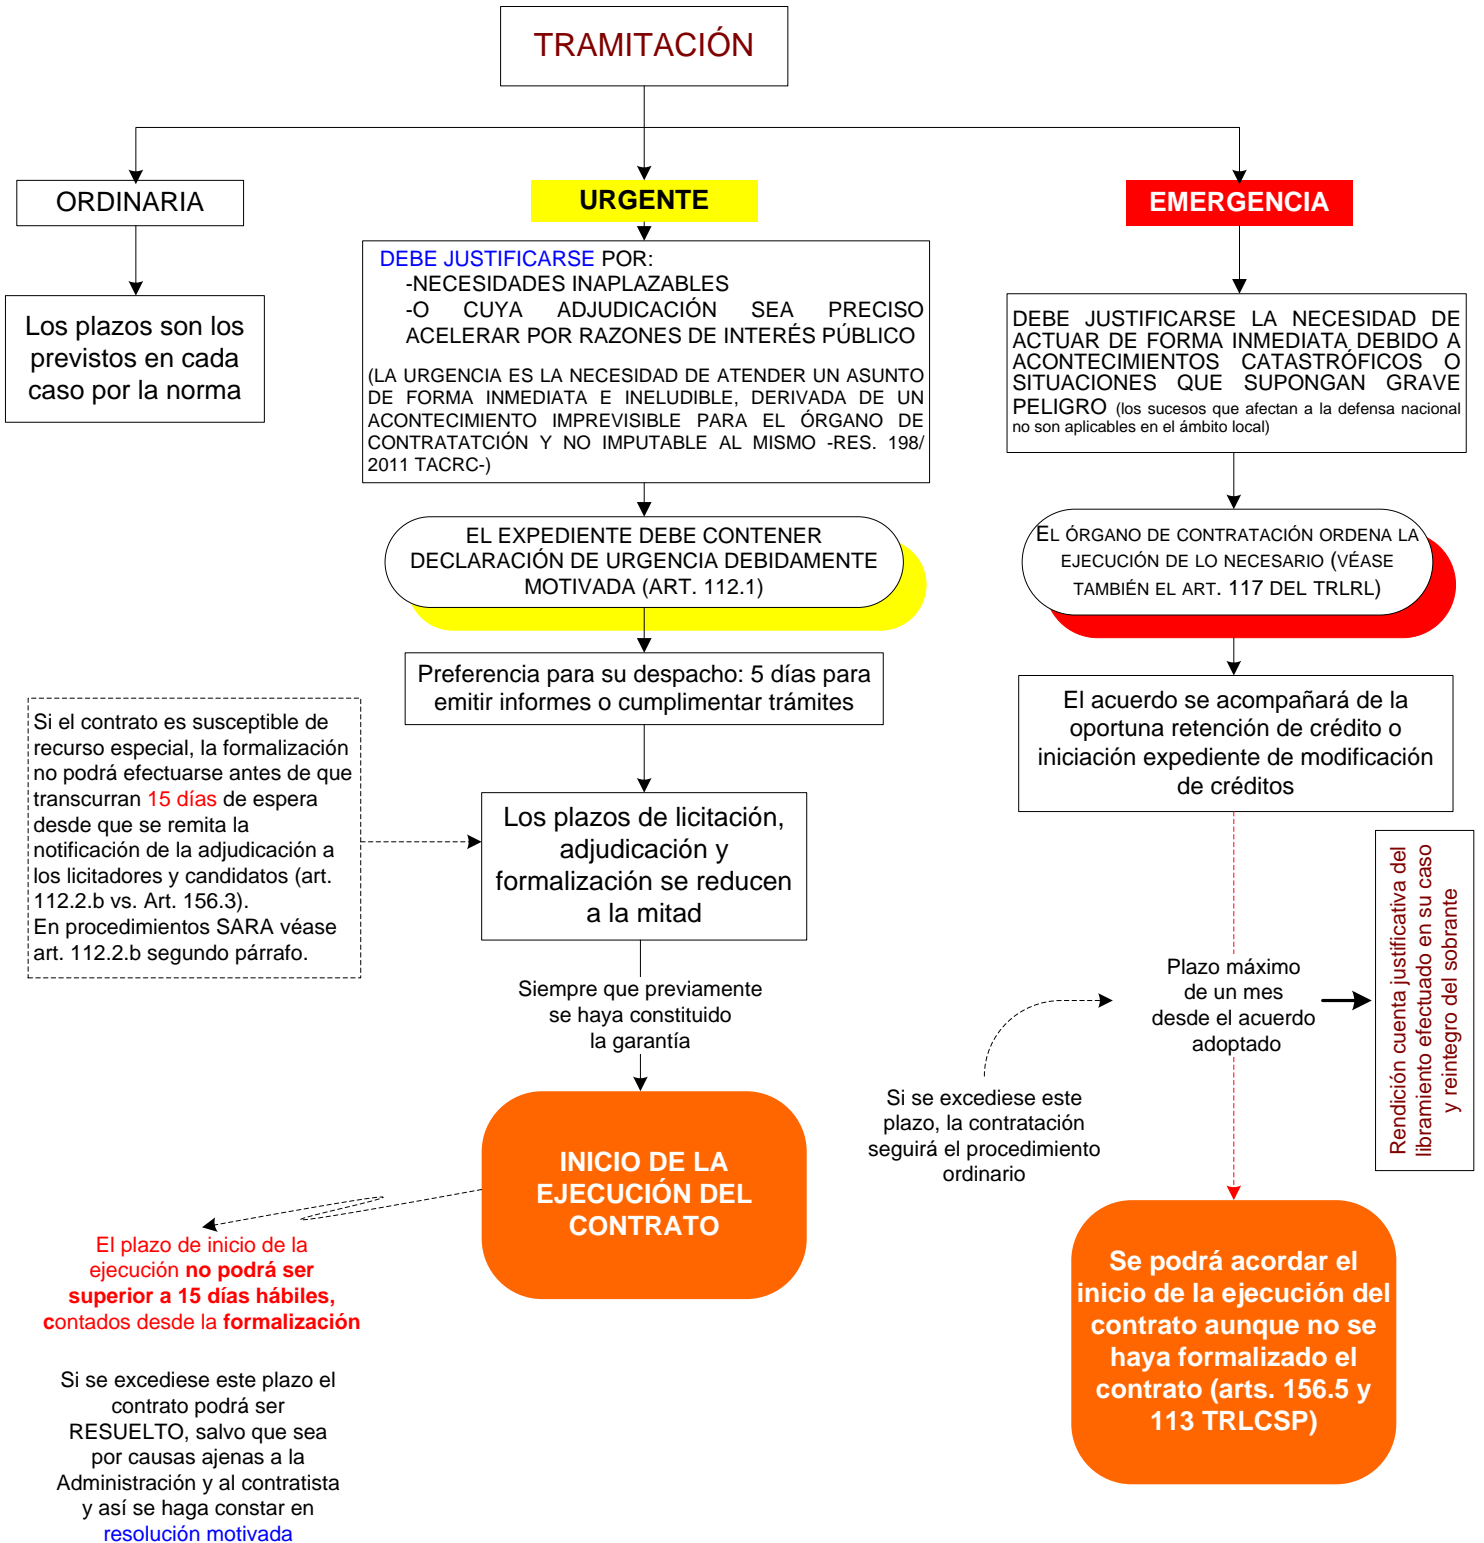 TRAMITACIÓN
ORDINARIA
URGENTE
EMERGENCIA
Los plazos son los
previstos en cada
caso por la norma
DEBE JUSTIFICARSE POR:
-NECESIDADES INAPLAZABLES
-O CUYA ADJUDICACIÓN SEA PRECISO
ACELERAR POR RAZONES DE INTERÉS PÚBLICO
(LA URGENCIA ES LA NECESIDAD DE ATENDER UN ASUNTO
DE FORMA INMEDIATA E INELUDIBLE, DERIVADA DE UN
ACONTECIMIENTO IMPREVISIBLE PARA EL ÓRGANO DE
CONTRATATCIÓN Y NO IMPUTABLE AL MISMO -RES. 198/
2011 TACRC-)
DEBE JUSTIFICARSE LA NECESIDAD DE
ACTUAR DE FORMA INMEDIATA DEBIDO A
ACONTECIMIENTOS CATASTRÓFICOS O
SITUACIONES QUE SUPONGAN GRAVE
PELIGRO (los sucesos que afectan a la defensa nacional
no son aplicables en el ámbito local)
EL EXPEDIENTE DEBE CONTENER
DECLARACIÓN DE URGENCIA DEBIDAMENTE
MOTIVADA (ART. 112.1)
EL ÓRGANO DE CONTRATACIÓN ORDENA LA
EJECUCIÓN DE LO NECESARIO (VÉASE
TAMBIÉN EL ART. 117 DEL TRLRL)
Preferencia para su despacho: 5 días para
emitir informes o cumplimentar trámites
El acuerdo se acompañará de la
oportuna retención de crédito o
iniciación expediente de modificación
de créditos
Si el contrato es susceptible de
recurso especial, la formalización
no podrá efectuarse antes de que
transcurran 15 días de espera
desde que se remita la
notificación de la adjudicación a
los licitadores y candidatos (art.
112.2.b vs. Art. 156.3).
En procedimientos SARA véase
art. 112.2.b segundo párrafo.
Los plazos de licitación,
adjudicación y
formalización se reducen
a la mitad
Siempre que previamente
se haya constituido
la garantía
Plazo máximo
de un mes
desde el acuerdo
adoptado
Rendición cuenta justificativa del
libramiento efectuado en su caso
y reintegro del sobrante
Si se excediese este
plazo, la contratación
seguirá el procedimiento
ordinario
INICIO DE LA
EJECUCIÓN DEL
CONTRATO
El plazo de inicio de la
ejecución no podrá ser
superior a 15 días hábiles,
contados desde la formalización
Si se excediese este plazo el
contrato podrá ser
RESUELTO, salvo que sea
por causas ajenas a la
Administración y al contratista
y así se haga constar en
resolución motivada
Se podrá acordar el
inicio de la ejecución del
contrato aunque no se
haya formalizado el
contrato (arts. 156.5 y
113 TRLCSP)